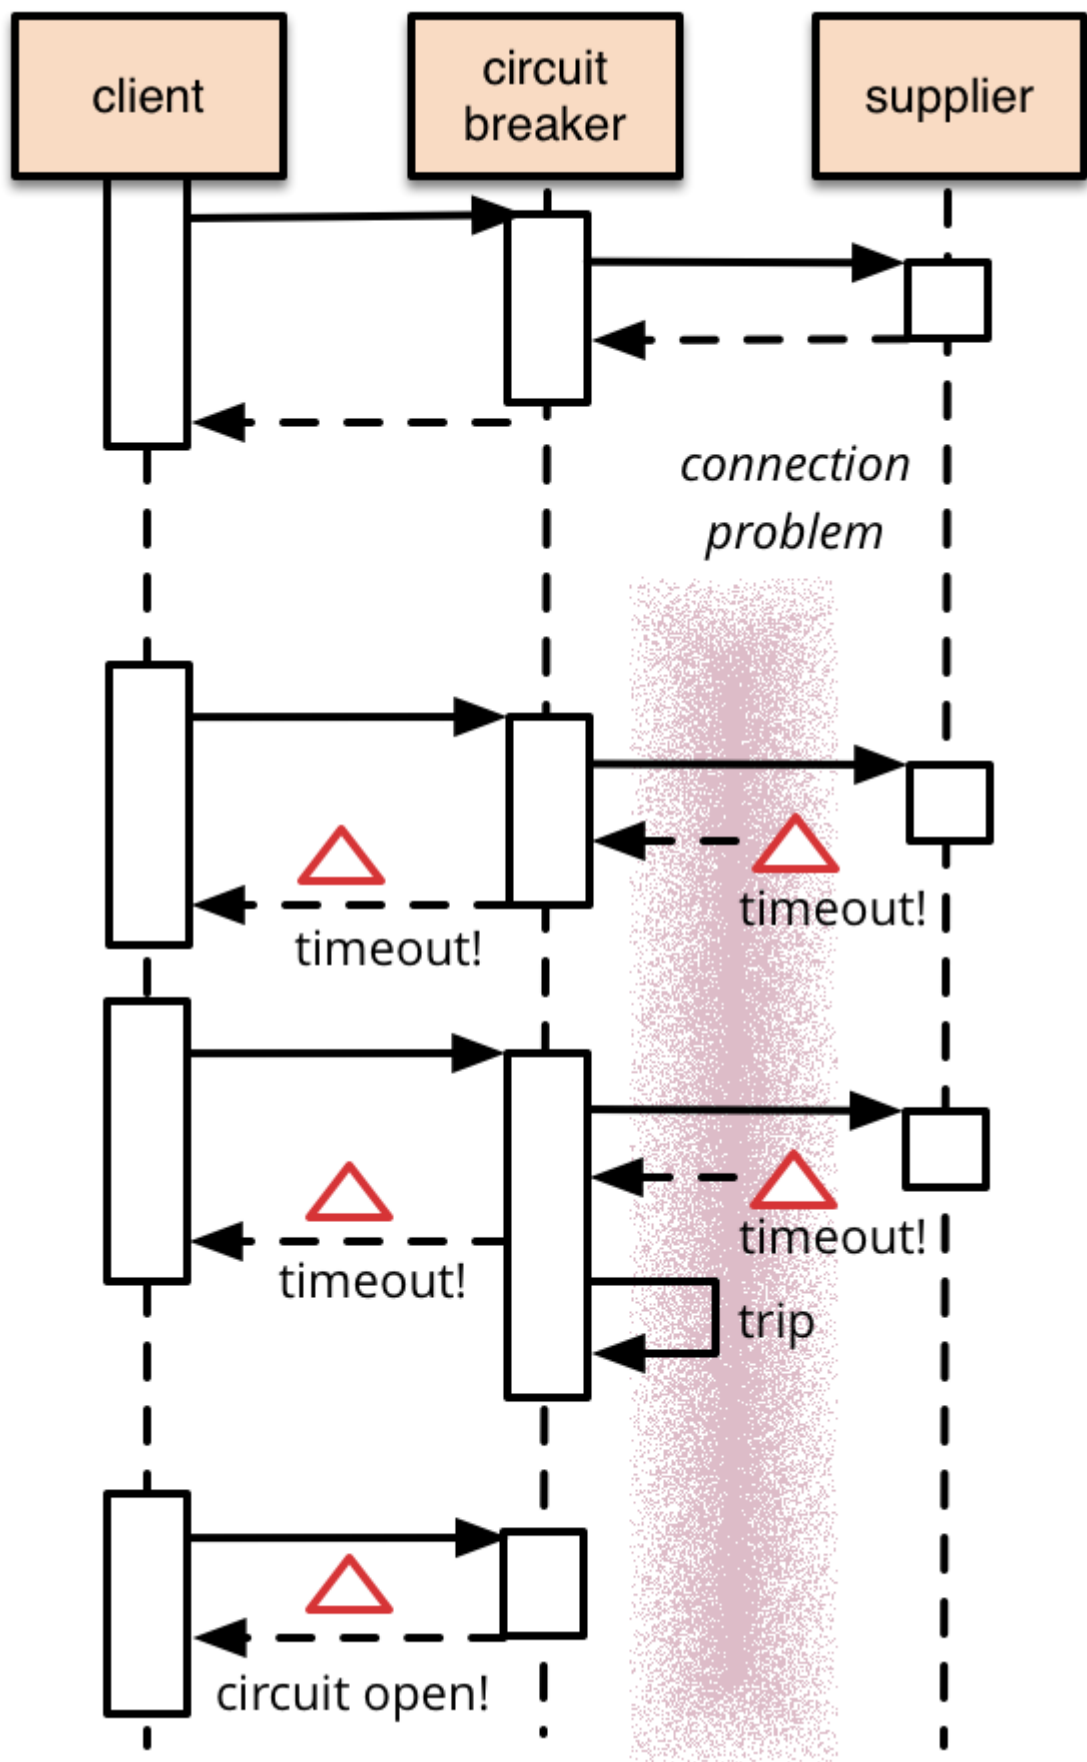 client
circuit
breaker
supplier
connection
problem
timeout!
timeout!
timeout!
timeout!
trip
circuit open!